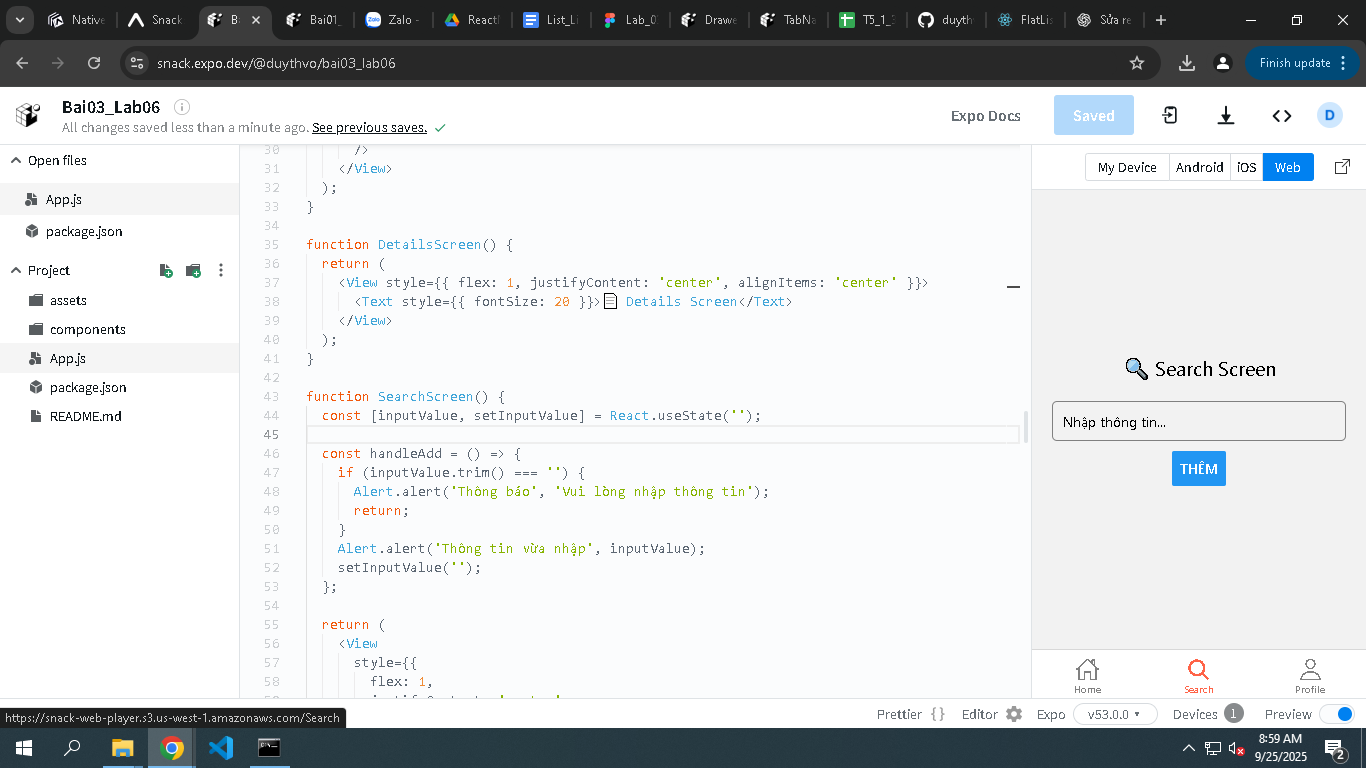 Native
Snack
Ba
Bai01_
Zalo -
React
List_Li
Lab_0
Drawe
TabNa
T5_1_
duyth
FlatLis
Sửa re
snack.expo.dev/@duythvo/bai03_lab06
Finish update
Bai03_Lab06
All changes saved less than a minute ago. See previous saves.
Expo Docs
Saved
D
Open files
App.js
package.json
Project
assets
components
App.js
package.json
README.md
30 />
31 </View>
32 );
33 }
34
35 function DetailsScreen() {
36 return (
37 <View style={{ flex: 1, justifyContent: 'center', alignItems: 'center' }}>
38 <Text style={{ fontSize: 20 }}>📄 Details Screen</Text>
39 </View>
40 );
41 }
42
43 function SearchScreen() {
44 const [inputValue, setInputValue] = React.useState('');
45
46 const handleAdd = () => {
47 if (inputValue.trim() === '') {
48 Alert.alert('Thông báo', 'Vui lòng nhập thông tin');
49 return;
50 }
51 Alert.alert('Thông tin vừa nhập', inputValue);
52 setInputValue('');
53 };
54
55 return (
56 <View
57 style={{
58 flex: 1,
My Device
Android
iOS
Web
🔍 Search Screen
Nhập thông tin...
THÊM
Home
Search
Profile
https://snack-web-player.s3.us-west-1.amazonaws.com/Search
Prettier {}
Editor
Expo
v53.0.0
Devices 1
Preview
8:59 AM
9/25/2025
2